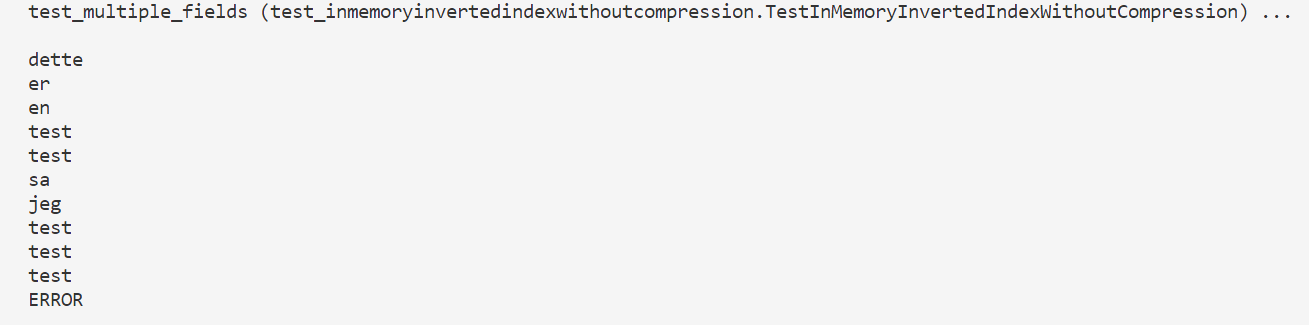 test_multiple_fields (test_inmemoryinvertedindexwithoutcompression.TestInMemoryInvertedIndexWithoutCompression) ...
dette
er
en
test
test
sa
jeg
test
test
test
ERROR